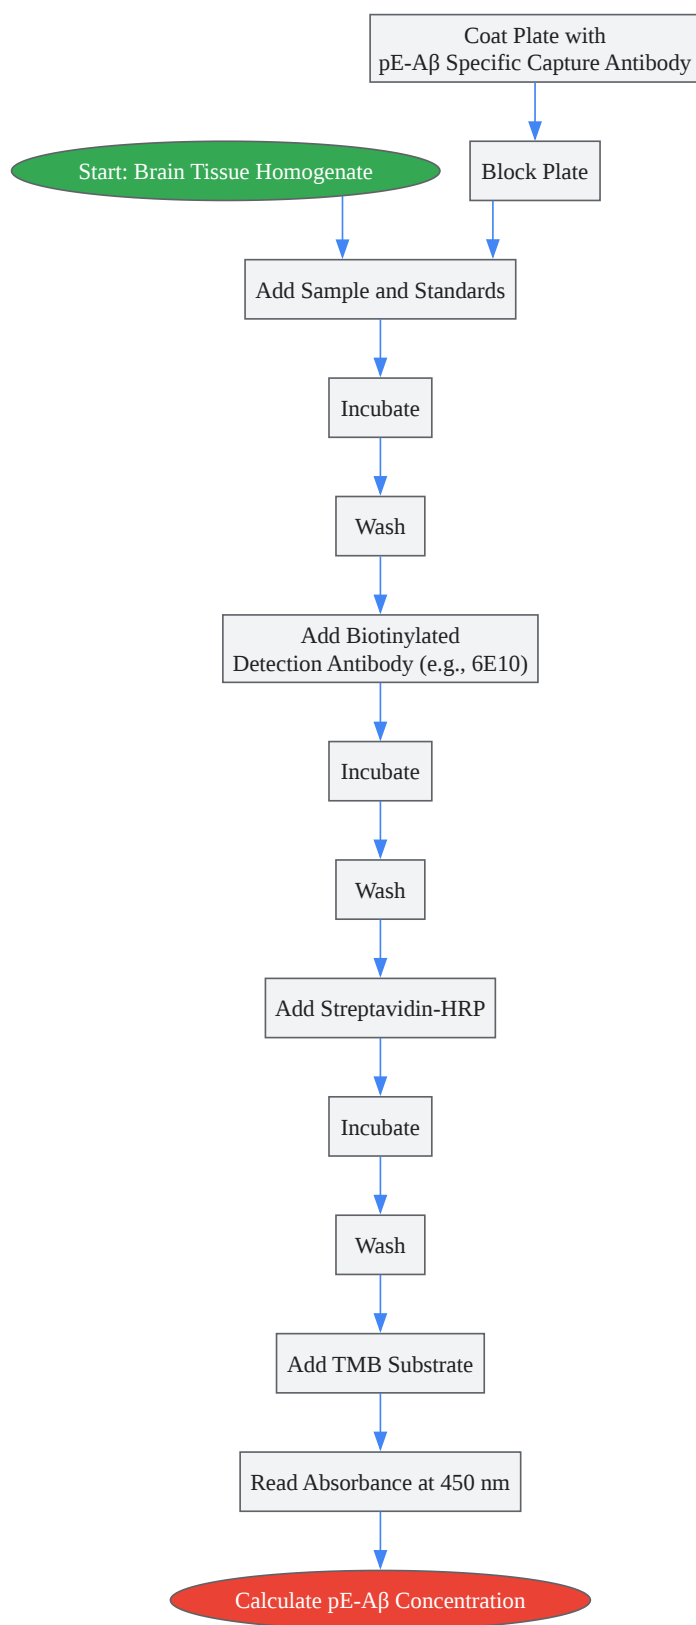 Coat Plate with
pE-Aβ Specific Capture Antibody
Start: Brain Tissue Homogenate
Block Plate
Add Sample and Standards
Incubate
Wash
Add Biotinylated
Detection Antibody (e.g., 6E10)
Incubate
Wash
Add Streptavidin-HRP
Incubate
Wash
Add TMB Substrate
Read Absorbance at 450 nm
Calculate pE-Aβ Concentration